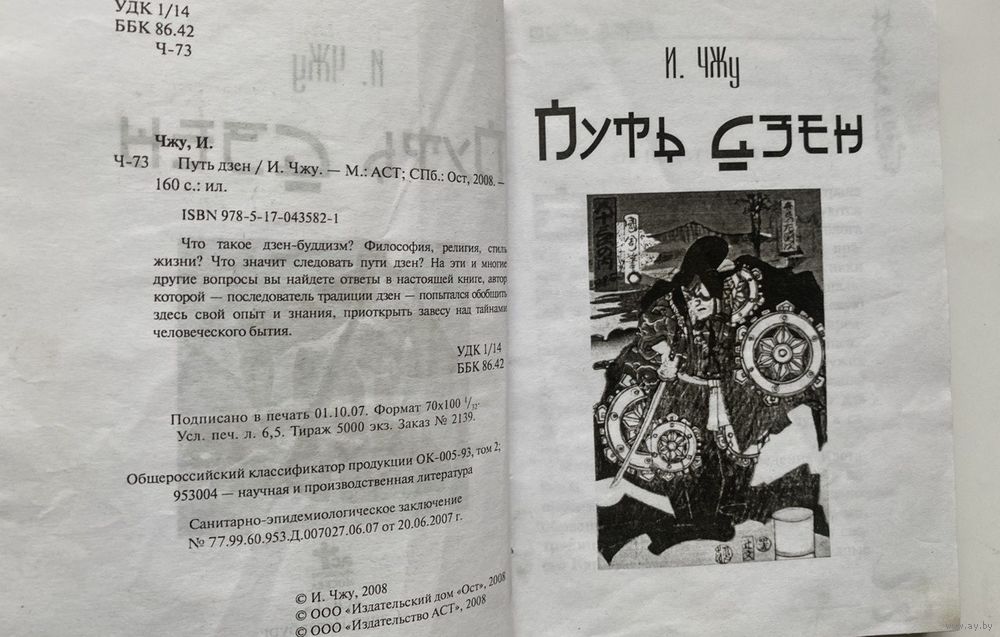 УДК 1/14
ББК 86.42
Ч-73
Чжу, И.
Ч-73 Путь дзен / И. Чжу. — М.: АСТ; СПб.: Ост, 2008. —
160 с.: ил.
ISBN 978-5-17-043582-1
Что такое дзен-буддизм? Философия, религия, стиль
жизни? Что значит следовать пути дзен? На эти и многие
другие вопросы вы найдете ответы в настоящей книге, автор
которой — последователь традиции дзен — попытался обобщить
здесь свой опыт и знания, приоткрыть завесу над тайнами
человеческого бытия.
УДК 1/14
ББК 86.42
Подписано в печать 01.10.07. Формат 70х100 1/32.
Усл. печ. л. 6,5. Тираж 5000 экз. Заказ № 2139.
Общероссийский классификатор продукции ОК-005-93, том 2;
953004 — научная и производственная литература
Санитарно-эпидемиологическое заключение
№ 77.99.60.953.Д.007027.06.07 от 20.06.2007 г.
© И. Чжу, 2008
© ООО «Издательский дом «Ост», 2008
© ООО «Издательство АСТ», 2008
И. ЧЖУ
ПУТЬ ДЗЕН
www.ay.by